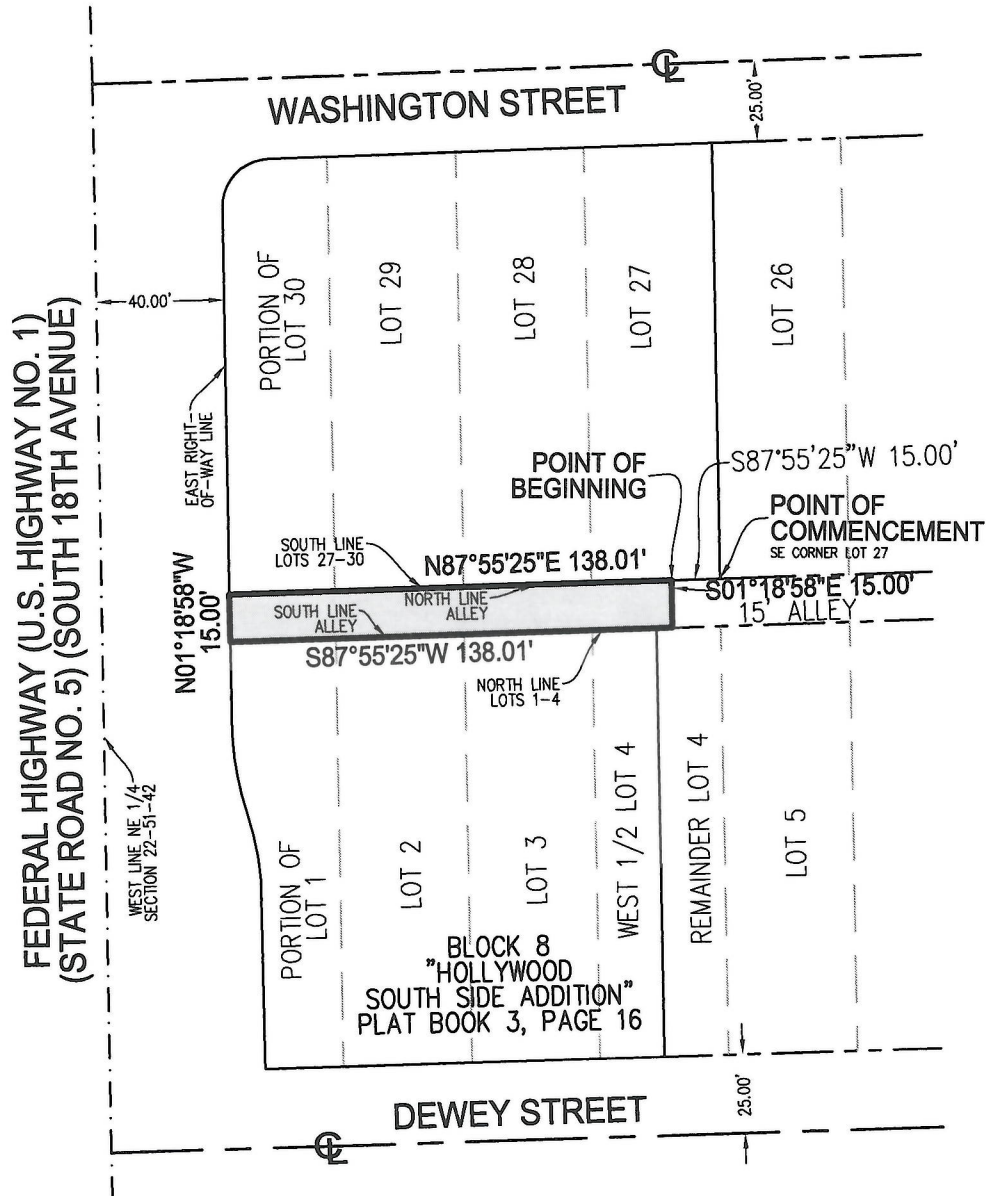 ℄
WASHINGTON STREET
25.00'
FEDERAL HIGHWAY (U.S. HIGHWAY NO. 1)
(STATE ROAD NO. 5) (SOUTH 18TH AVENUE)
40.00'
EAST RIGHT-
OF-WAY LINE
PORTION OF
LOT 30
LOT 29
LOT 28
LOT 27
LOT 26
POINT OF
BEGINNING
S87°55'25"W 15.00'
POINT OF
COMMENCEMENT
SE CORNER LOT 27
SOUTH LINE
LOTS 27-30
N87°55'25"E 138.01'
N01°18'58"W
15.00'
NORTH LINE
ALLEY
S01°18'58"E 15.00'
15' ALLEY
SOUTH LINE
ALLEY
S87°55'25"W 138.01'
NORTH LINE
LOTS 1-4
WEST LINE NE 1/4
SECTION 22-51-42
PORTION OF
LOT 1
LOT 2
LOT 3
WEST 1/2 LOT 4
REMAINDER LOT 4
LOT 5
BLOCK 8
"HOLLYWOOD
SOUTH SIDE ADDITION"
PLAT BOOK 3, PAGE 16
DEWEY STREET
25.00'
℄